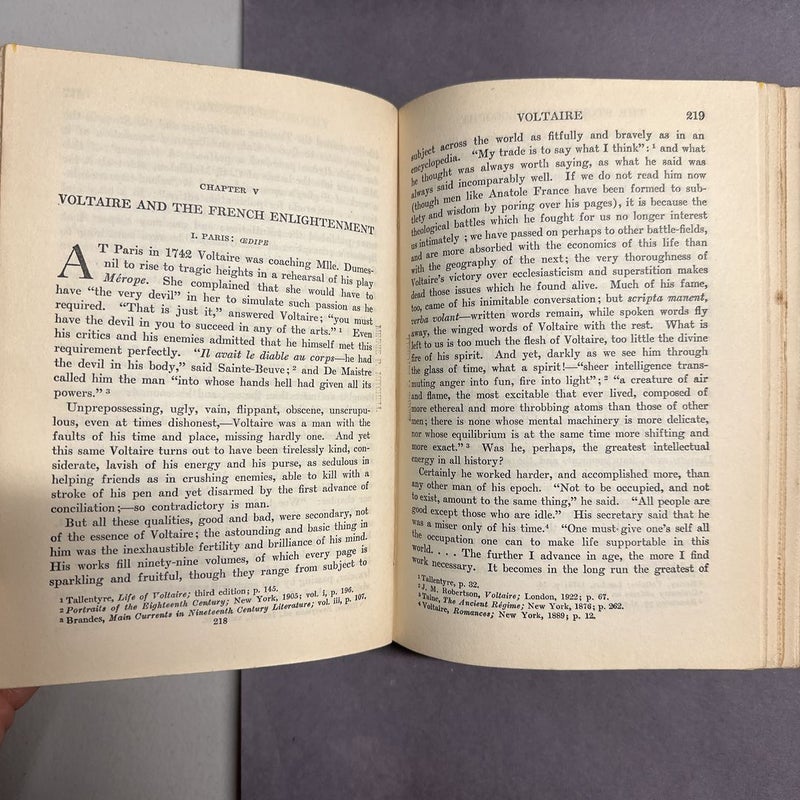 CHAPTER V
VOLTAIRE AND THE FRENCH ENLIGHTENMENT
I. PARIS: ŒDIPE
AT Paris in 1742 Voltaire was coaching Mlle. Dumes-
nil to rise to tragic heights in a rehearsal of his play
Mérope. She complained that she would have to
have “the very devil” in her to simulate such passion as he
required. “That is just it,” answered Voltaire; “you must
have the devil in you to succeed in any of the arts.” 1 Even
his critics and his enemies admitted that he himself met this
requirement perfectly. “Il avait le diable au corps—he had
the devil in his body,” said Sainte-Beuve; 2 and De Maistre
called him the man “into whose hands hell had given all its
powers.” 3
Unprepossessing, ugly, vain, flippant, obscene, unscrupu-
lous, even at times dishonest,—Voltaire was a man with the
faults of his time and place, missing hardly one. And yet
this same Voltaire turns out to have been tirelessly kind, con-
siderate, lavish of his energy and his purse, as sedulous in
helping friends as in crushing enemies, able to kill with a
stroke of his pen and yet disarmed by the first advance of
conciliation;—so contradictory is man.
But all these qualities, good and bad, were secondary, not
of the essence of Voltaire; the astounding and basic thing in
him was the inexhaustible fertility and brilliance of his mind.
His works fill ninety-nine volumes, of which every page is
sparkling and fruitful, though they range from subject to
1 Tallentyre, Life of Voltaire; third edition; p. 145.
2 Portraits of the Eighteenth Century; New York, 1905; vol. i, p. 196.
3 Brandes, Main Currents in Nineteenth Century Literature; vol. iii, p. 107.
218
VOLTAIRE 219
subject across the world as fitfully and bravely as in an
encyclopedia. “My trade is to say what I think”: 1 and what
he thought was always worth saying, as what he said was
always said incomparably well. If we do not read him now
(though men like Anatole France have been formed to sub-
tlety and wisdom by poring over his pages), it is because the
theological battles which he fought for us no longer interest
us intimately; we have passed on perhaps to other battle-fields,
and are more absorbed with the economics of this life than
with the geography of the next; the very thoroughness of
Voltaire's victory over ecclesiasticism and superstition makes
dead those issues which he found alive. Much of his fame,
too, came of his inimitable conversation; but scripta manent,
verba volant—written words remain, while spoken words fly
away, the winged words of Voltaire with the rest. What is
left to us is too much the flesh of Voltaire, too little the divine
fire of his spirit. And yet, darkly as we see him through
the glass of time, what a spirit!—“sheer intelligence trans-
muting anger into fun, fire into light”; 2 “a creature of air
and flame, the most excitable that ever lived, composed of
more ethereal and more throbbing atoms than those of other
men; there is none whose mental machinery is more delicate,
nor whose equilibrium is at the same time more shifting and
more exact.” 3 Was he, perhaps, the greatest intellectual
energy in all history?
Certainly he worked harder, and accomplished more, than
any other man of his epoch. “Not to be occupied, and not
to exist, amount to the same thing,” he said. “All people are
good except those who are idle.” His secretary said that he
was a miser only of his time.4 “One must give one's self all
the occupation one can to make life supportable in this
world. . . . The further I advance in age, the more I find
work necessary. It becomes in the long run the greatest of
1 Tallentyre, p. 32.
2 J. M. Robertson, Voltaire; London, 1922; p. 67.
3 Taine, The Ancient Régime; New York, 1876; p. 262.
4 Voltaire, Romances; New York, 1889; p. 12.